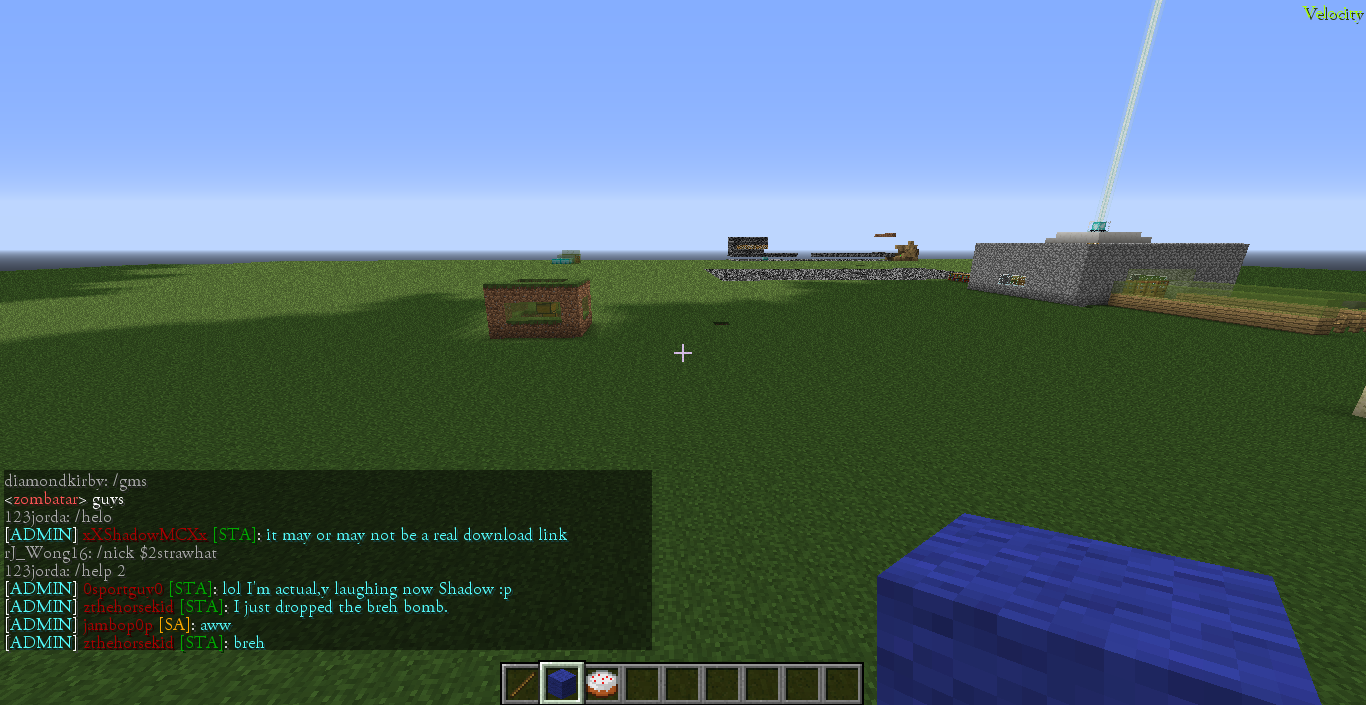 Velocity
diamondkirby: /gms
<zombatar> guys
123jorda: /helo
[ADMIN] xXShadowMCXx [STA]: it may or may not be a real download link
rJ_Wong16: /nick $2strawhat
123jorda: /help 2
[ADMIN] 0sportguy0 [STA]: lol I'm actual,y laughing now Shadow :p
[ADMIN] zrhehorsekid [STA]: I just dropped the breh bomb.
[ADMIN] jambop0p [SA]: aww
[ADMIN] zrhehorsekid [STA]: breh